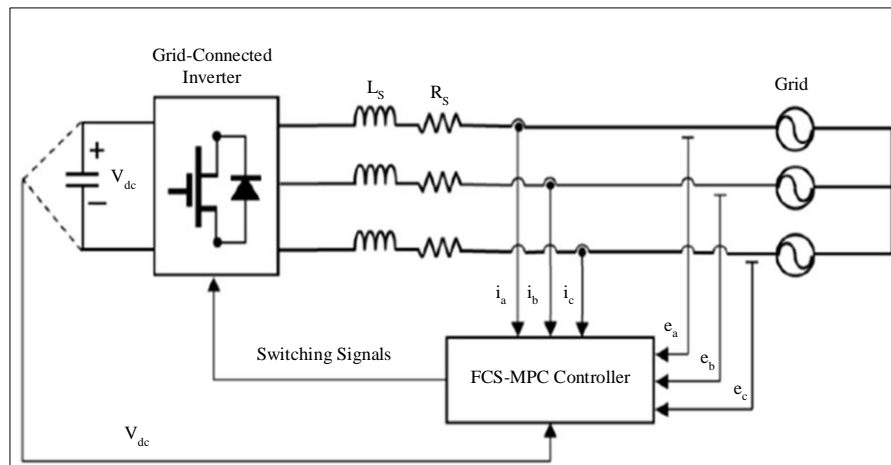 Grid-Connected
Inverter
L_S
R_S
Grid
+
V_dc
−
i_a
i_b
i_c
e_a
Switching Signals
FCS-MPC Controller
e_b
e_c
V_dc